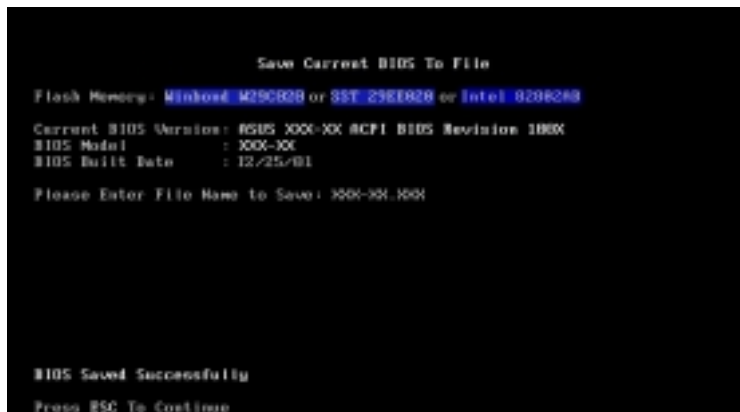 Save Current BIOS To File
Flash Memory: Winbond W29C020 or SST 29EE020 or Intel 82802AB
Current BIOS Version: ASUS XXX-XX ACPI BIOS Revision 100X
BIOS Model : XXX-XX
BIOS Built Date : 12/25/01
Please Enter File Name to Save: XXX-XX.XXX
BIOS Saved Successfully
Press ESC To Continue